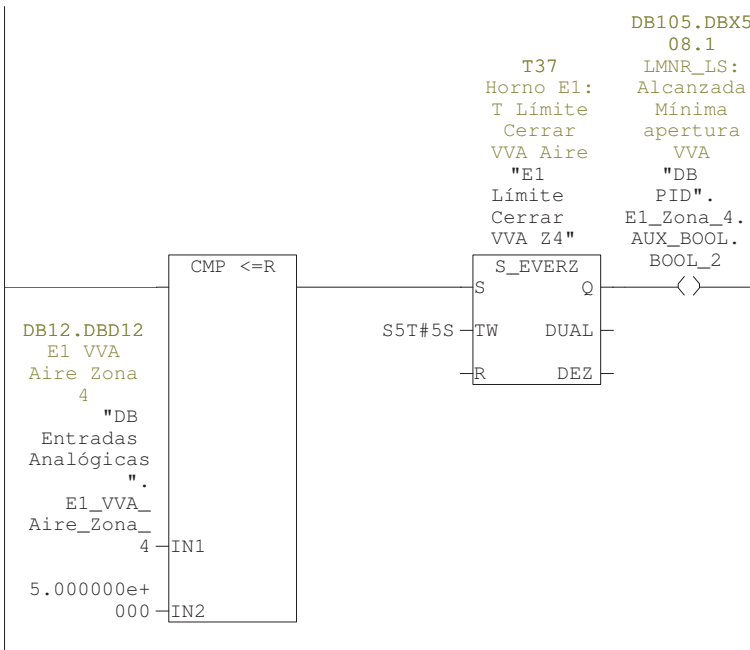 DB105.DBX5
08.1
LMNR_LS:
Alcanzada
Mínima
apertura
VVA
"DB
PID".
E1_Zona_4.
AUX_BOOL.
BOOL_2
T37
Horno E1:
T Límite
Cerrar
VVA Aire
"E1
Límite
Cerrar
VVA Z4"
CMP <=R
S_EVERZ
S Q
( )
S5T#5S TW DUAL
R DEZ
DB12.DBD12
E1 VVA
Aire Zona
4
"DB
Entradas
Analógicas
".
E1_VVA_
Aire_Zona_
4 IN1
5.000000e+
000 IN2